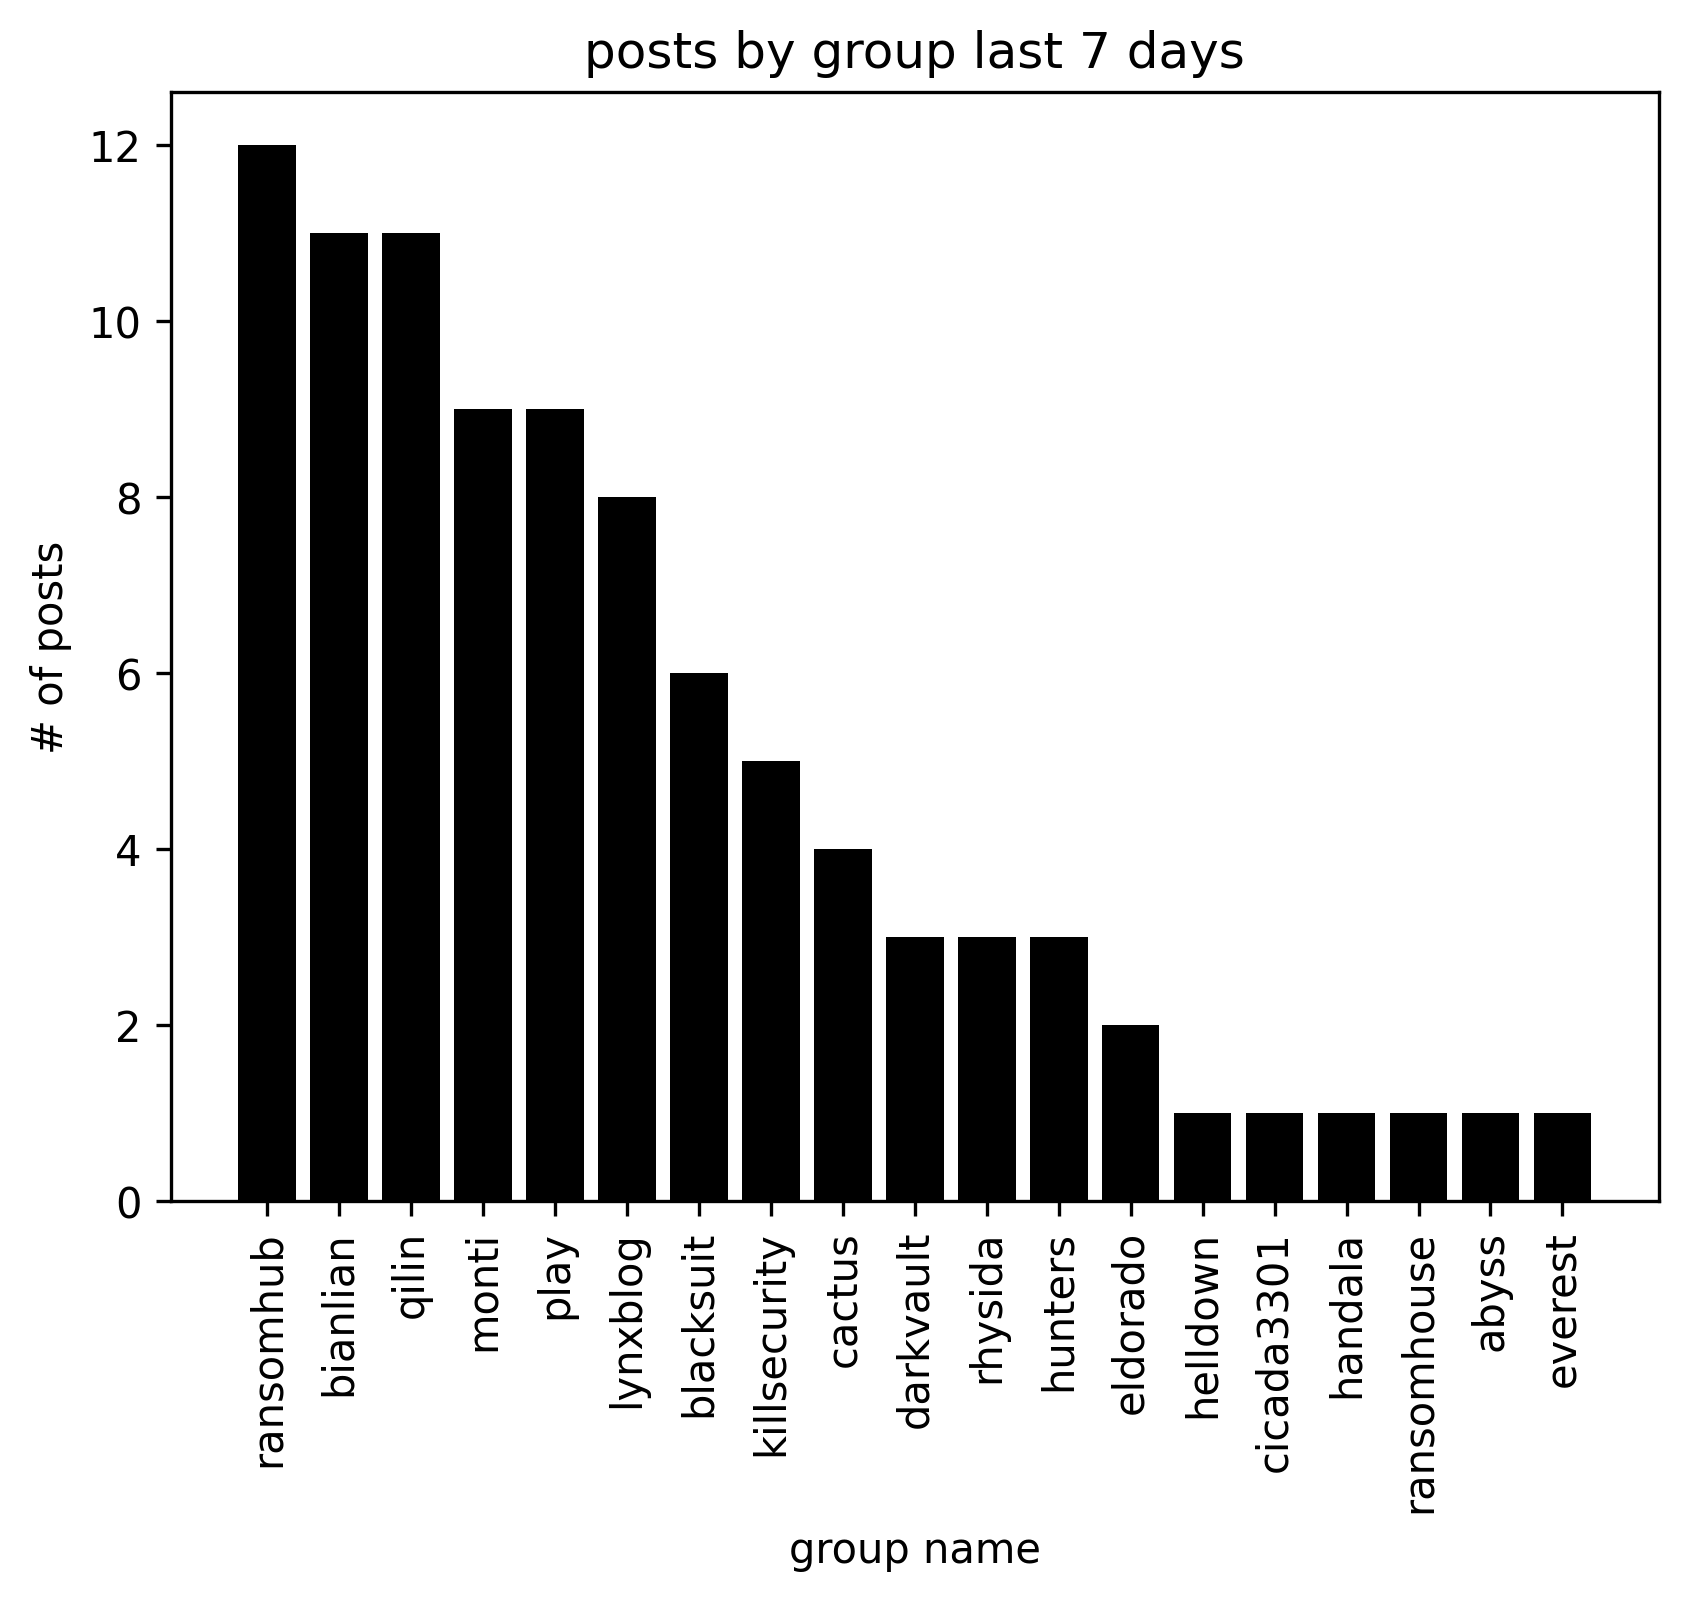 posts by group last 7 days
# of posts
12
10
8
6
4
2
0
ransomhub
bianlian
qilin
monti
play
lynxblog
blacksuit
killsecurity
cactus
darkvault
rhysida
hunters
eldorado
helldown
cicada3301
handala
ransomhouse
abyss
everest
group name